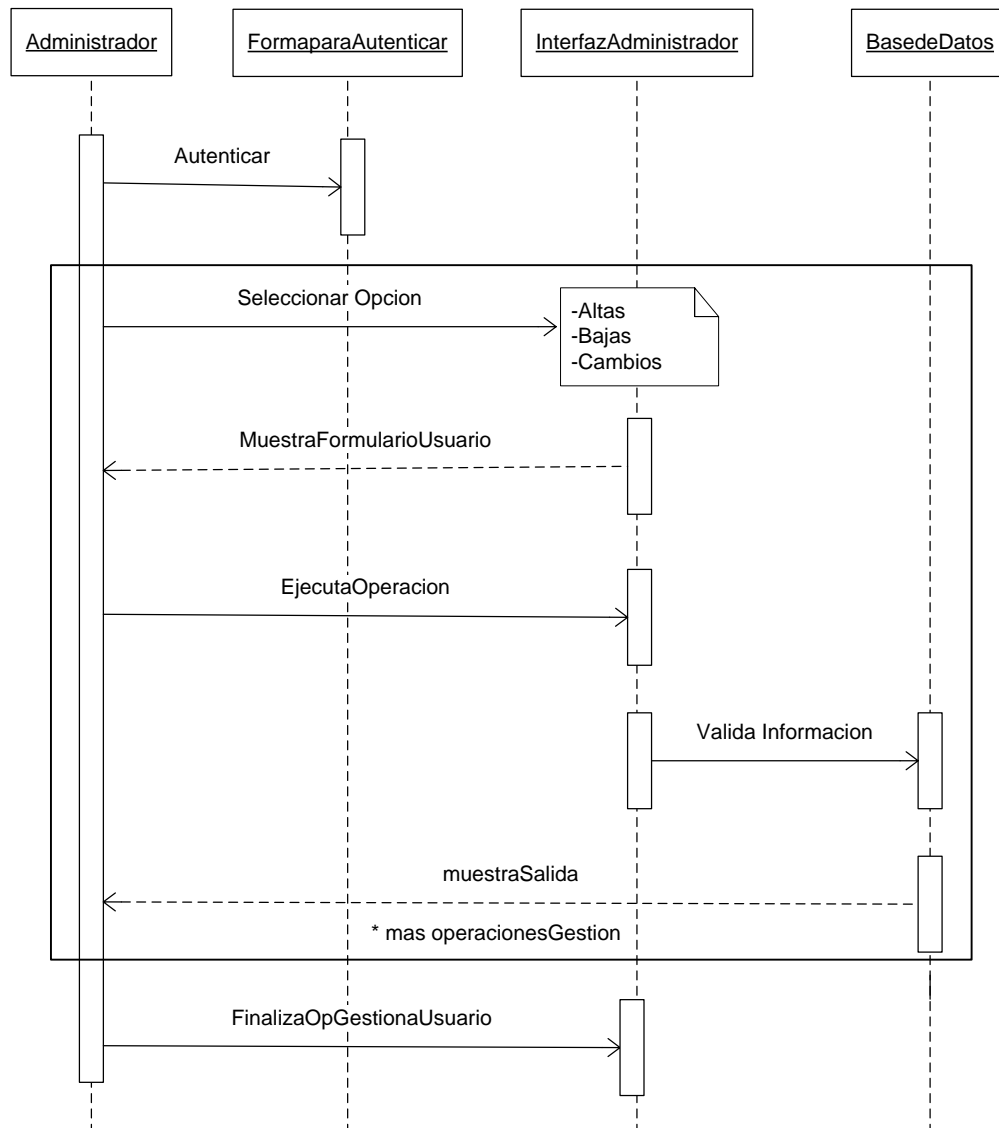 Administrador
FormaparaAutenticar
InterfazAdministrador
BasedeDatos
Autenticar
Seleccionar Opcion
-Altas
-Bajas
-Cambios
MuestraFormularioUsuario
EjecutaOperacion
Valida Informacion
muestraSalida
* mas operacionesGestion
FinalizaOpGestionaUsuario